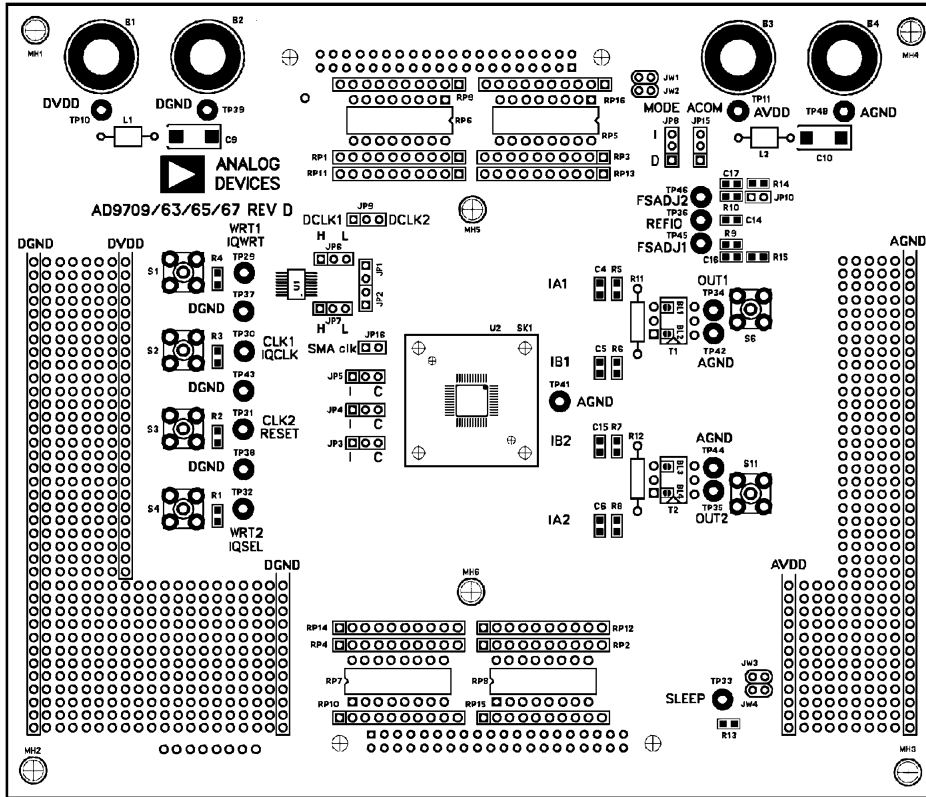 B1 B2 B3 B4
MH1 MH4
DVDD DGND TP39
TP10
L1 C9
RP9 RP16
RP6 RP5
RP1 RP3
RP11 RP13
JW1
JW2
MODE ACOM
JP8 JP15
I
D
TP11
AVDD
TP48 AGND
L2 C10
ANALOG
DEVICES
AD9709/63/65/67 REV D
MH5
TP46 C17 R14
FSADJ2 JP10
TP36 R10
REFIO C14
TP45 R9
FSADJ1
C16 R15
DGND DVDD
AGND
WRT1
IQWRT
S1 R4 TP29
DGND TP37
S2 R3 TP30
CLK1
IQCLK
DGND TP43
S3 R2 TP31
CLK2
RESET
DGND TP38
S4 R1 TP32
WRT2
IQSEL
JP9
DCLK1 DCLK2
H L
JP6
U1 JP1
JP2
JP7
H L
JP16
SMA clk
JP5
I C
JP4
I C
JP3
I C
U2 SK1
IA1 C4 R5 R11
OUT1
TP34
BL1
BL2
T1 TP42 S6
AGND
IB1 C5 R6
TP41
AGND
IB2 C15 R7 R12
AGND
TP44
S11
BL3
BL4
T2 TP35
OUT2
IA2 C6 R8
DGND
MH6
AVDD
RP14 RP12
RP4 RP2
RP7 RP8
RP10 RP15
JW3
JW4
TP33
SLEEP
R13
MH2 MH3